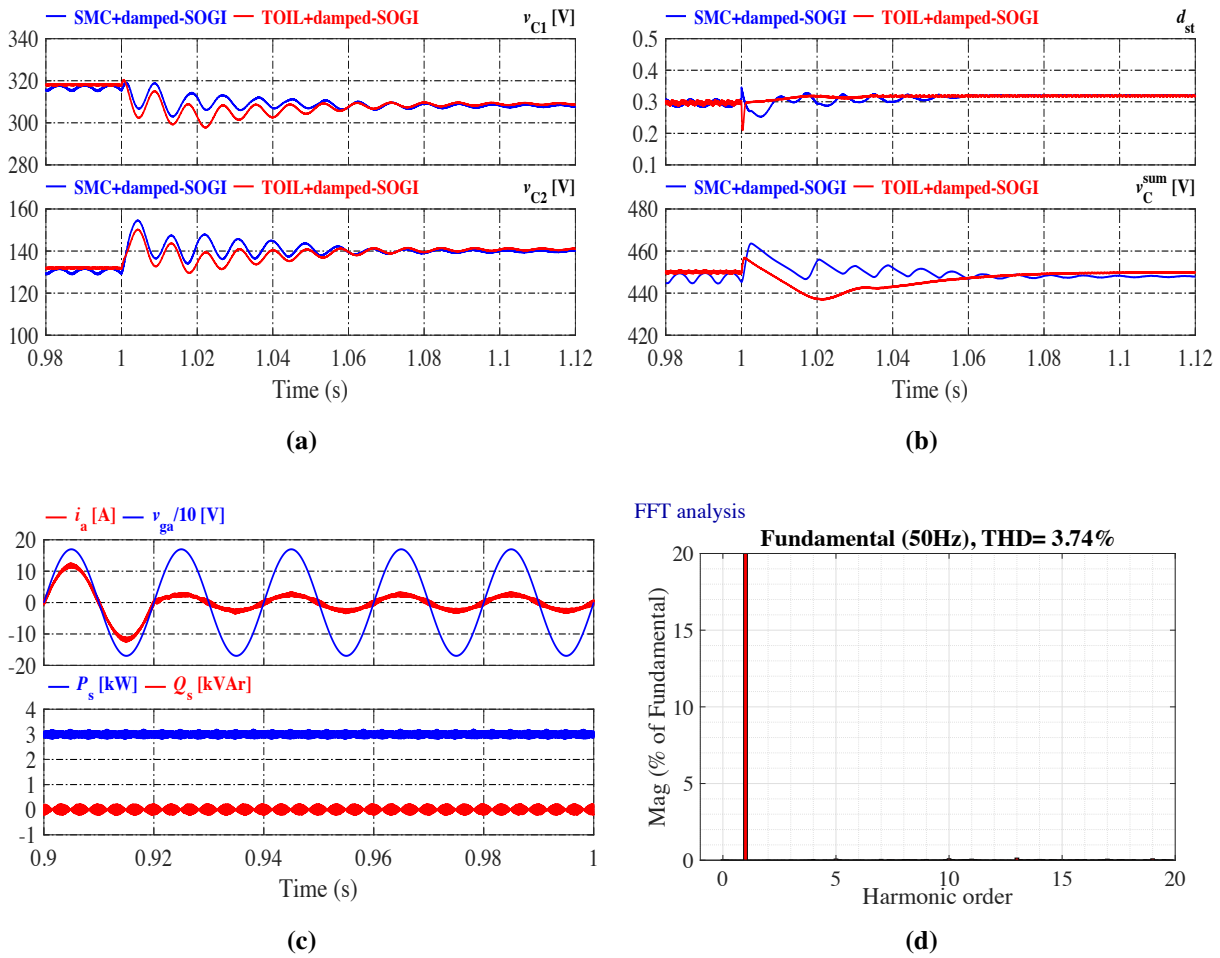 SMC+damped-SOGI TOIL+damped-SOGI v_C1 [V]
340
320
300
280
SMC+damped-SOGI TOIL+damped-SOGI v_C2 [V]
160
140
120
100
0.98 1 1.02 1.04 1.06 1.08 1.1 1.12
Time (s)
(a)
SMC+damped-SOGI TOIL+damped-SOGI d_st
0.5
0.4
0.3
0.2
0.1
SMC+damped-SOGI TOIL+damped-SOGI v_C^sum [V]
480
460
440
420
0.98 1 1.02 1.04 1.06 1.08 1.1 1.12
Time (s)
(b)
i_a [A] v_ga/10 [V]
20
10
0
-10
-20
P_s [kW] Q_s [kVAr]
4
3
2
1
0
-1
0.9 0.92 0.94 0.96 0.98 1
Time (s)
(c)
FFT analysis
Fundamental (50Hz), THD= 3.74%
Mag (% of Fundamental)
20
15
10
5
0
0 5 10 15 20
Harmonic order
(d)